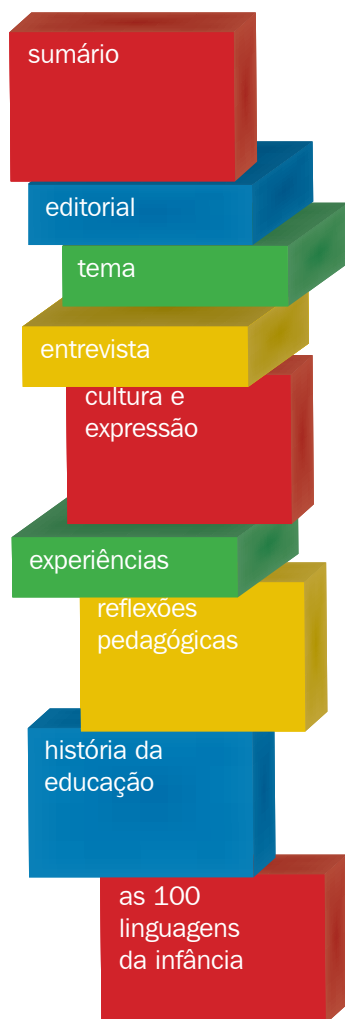 sumário
editorial
tema
entrevista
cultura e
expressão
experiências
reflexões
pedagógicas
história da
educação
as 100
linguagens
da infância